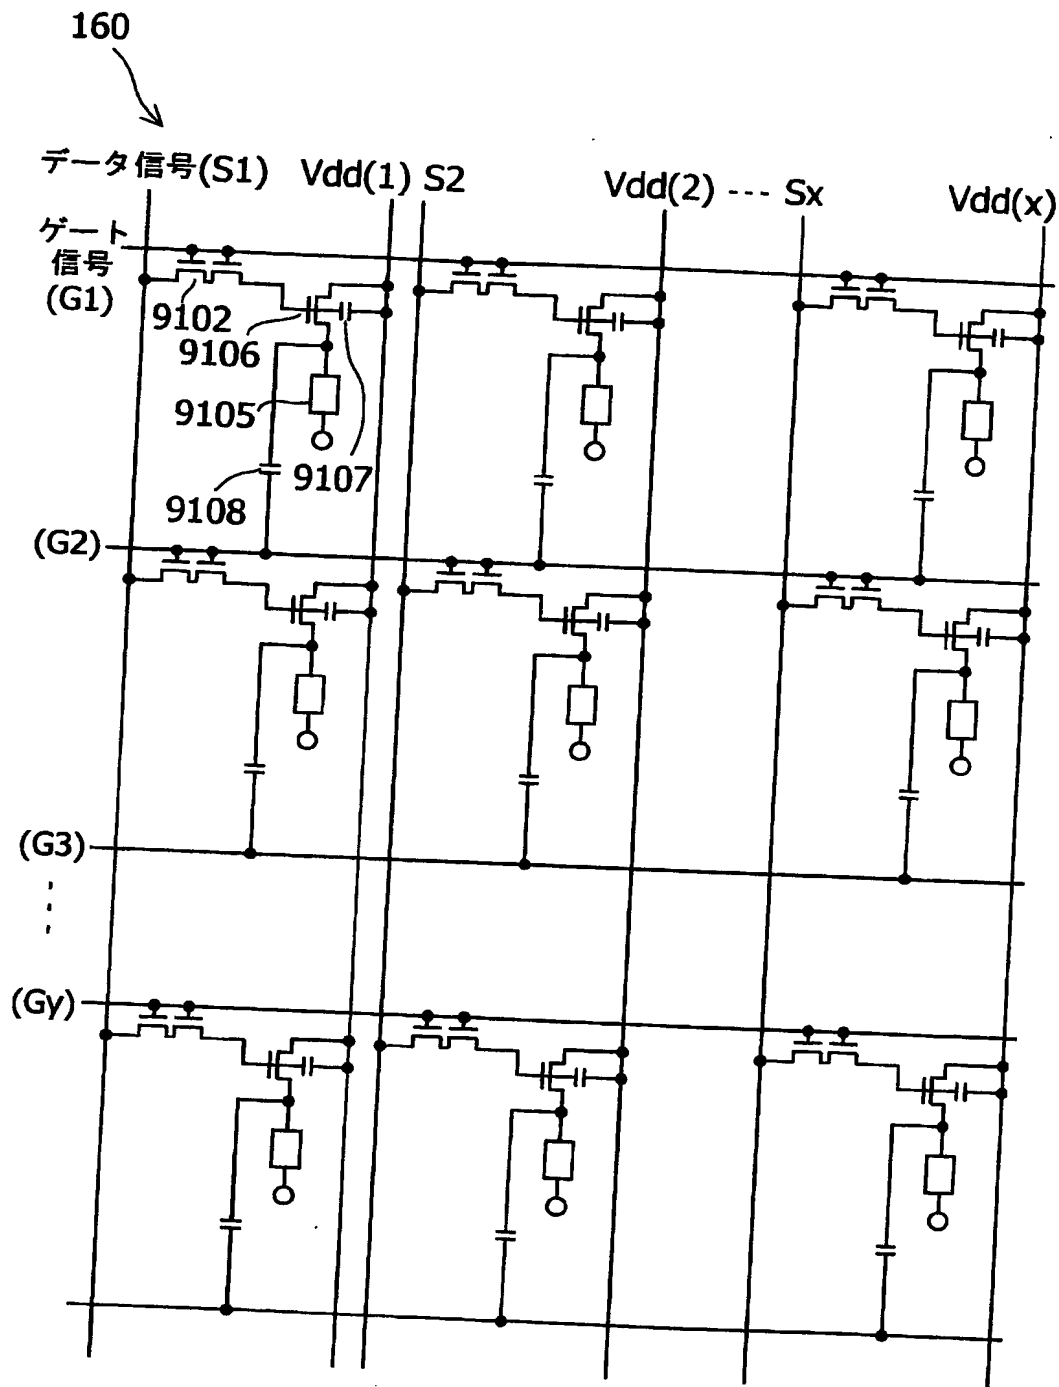 160
データ信号(S1) Vdd(1) S2 Vdd(2) ---- Sx Vdd(x)
ゲート
信号
(G1)
9102
9106
9105
9107
9108
(G2)
(G3)
(Gy)